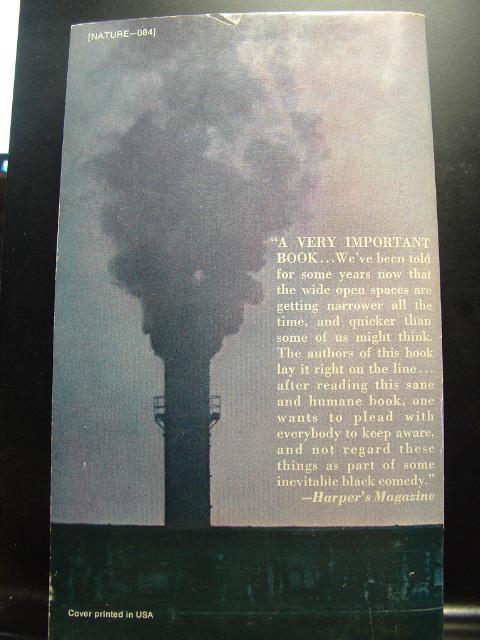 [NATURE—084]
"A VERY IMPORTANT
BOOK...We've been told
for some years now that
the wide open spaces are
getting narrower all the
time, and quicker than
some of us might think.
The authors of this book
lay it right on the line...
after reading this sane
and humane book, one
wants to plead with
everybody to keep aware,
and not regard these
things as part of some
inevitable black comedy."
—Harper's Magazine
Cover printed in USA